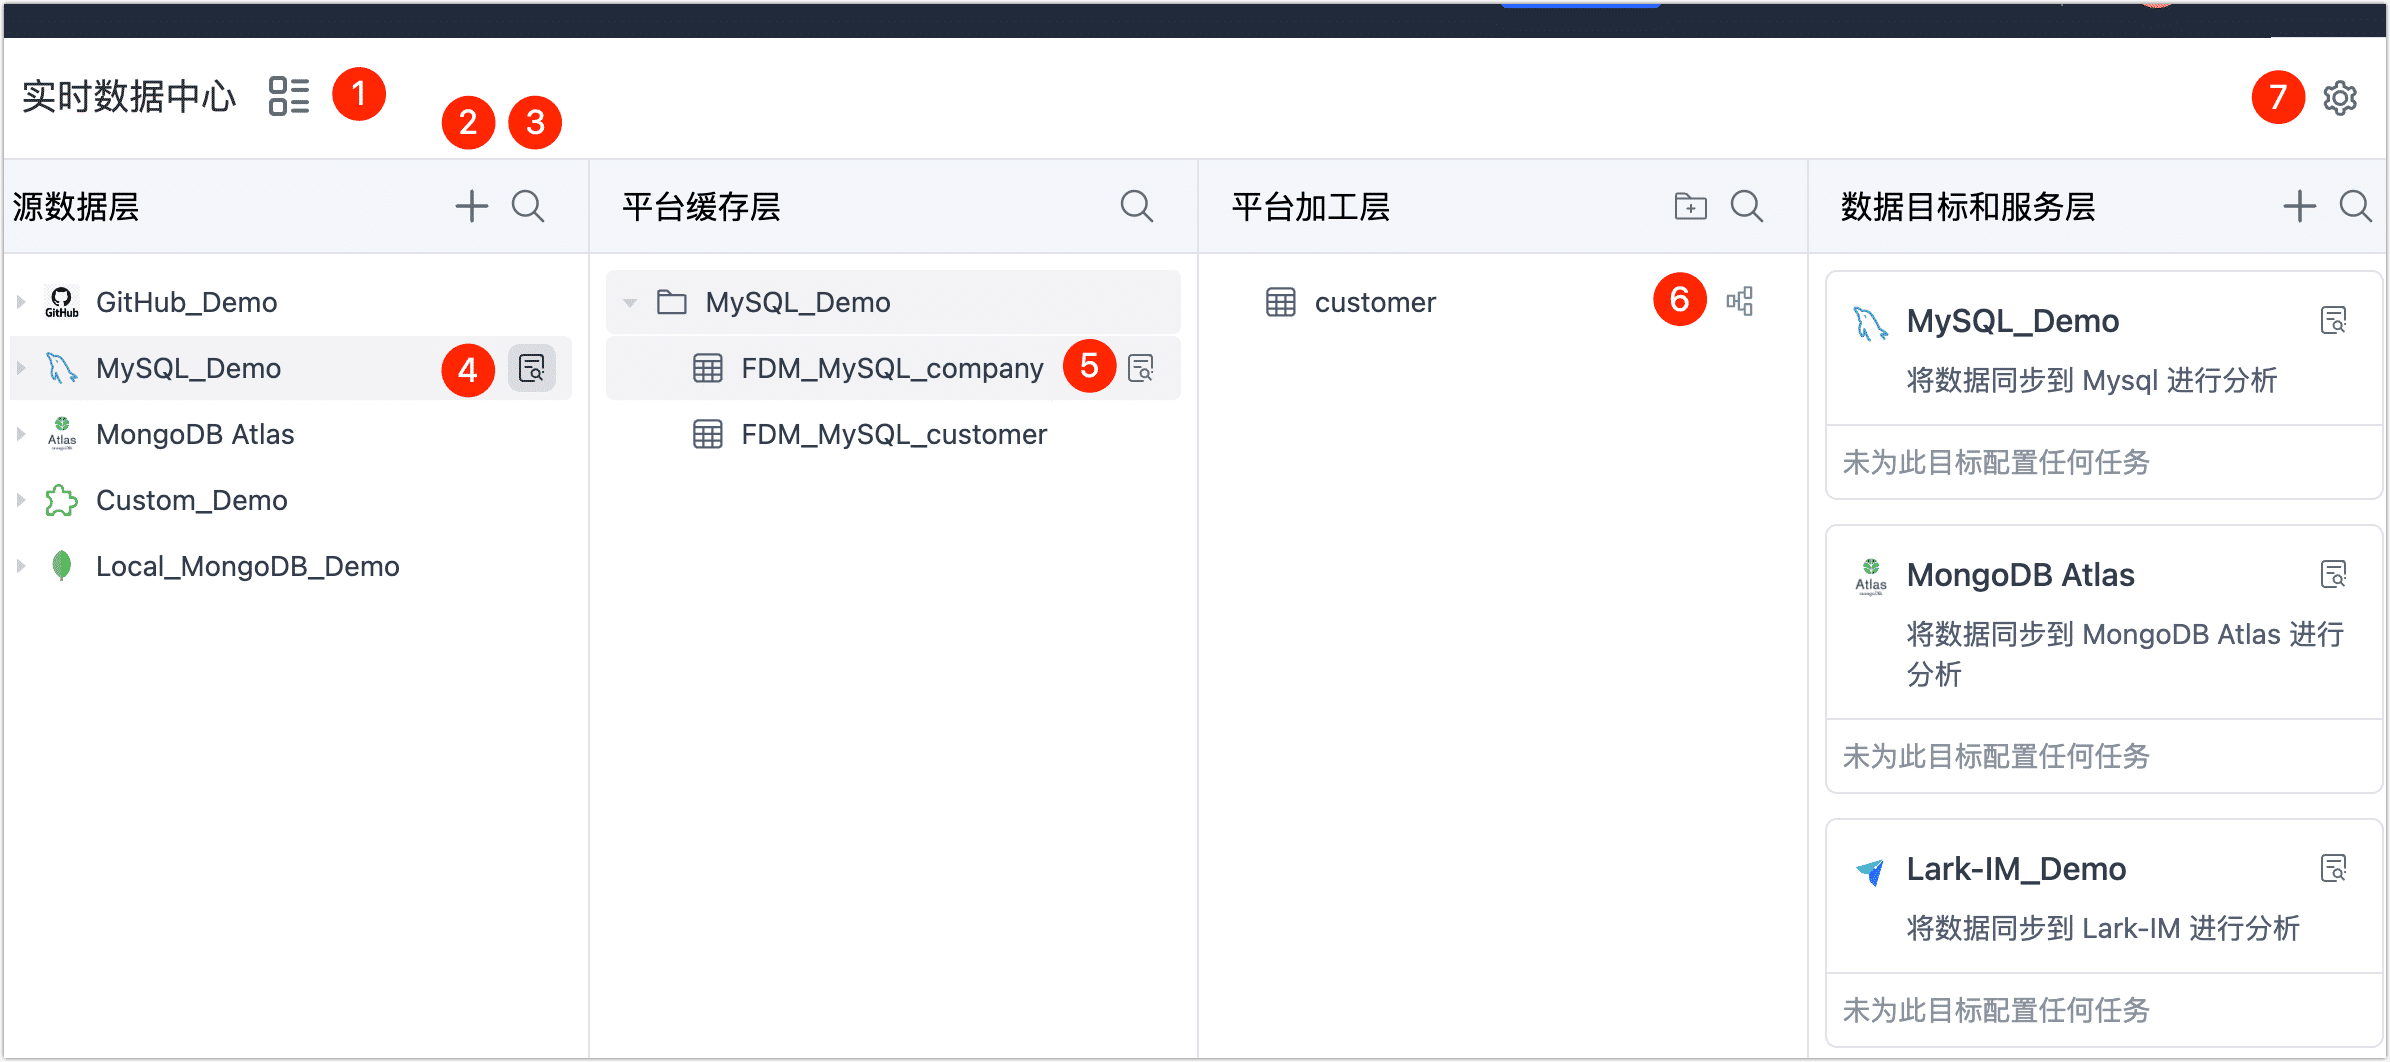 实时数据中心
1
2
3
7
源数据层
平台缓存层
平台加工层
数据目标和服务层
GitHub
GitHub_Demo
MySQL_Demo
4
Atlas
MongoDB Atlas
Custom_Demo
Local_MongoDB_Demo
MySQL_Demo
FDM_MySQL_company
5
FDM_MySQL_customer
customer
6
MySQL_Demo
将数据同步到 Mysql 进行分析
未为此目标配置任何任务
Atlas
MongoDB Atlas
将数据同步到 MongoDB Atlas 进行
分析
未为此目标配置任何任务
Lark-IM_Demo
将数据同步到 Lark-IM 进行分析
未为此目标配置任何任务